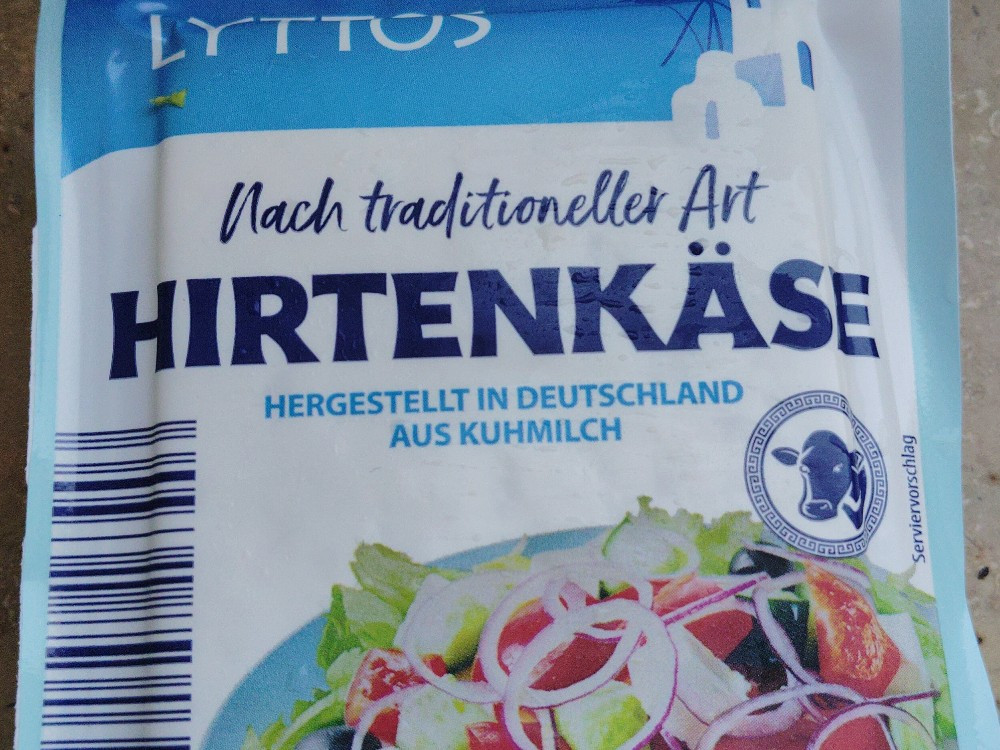 LYTTOS
Nach traditioneller Art
HIRTENKÄSE
HERGESTELLT IN DEUTSCHLAND
AUS KUHMILCH
Serviervorschlag